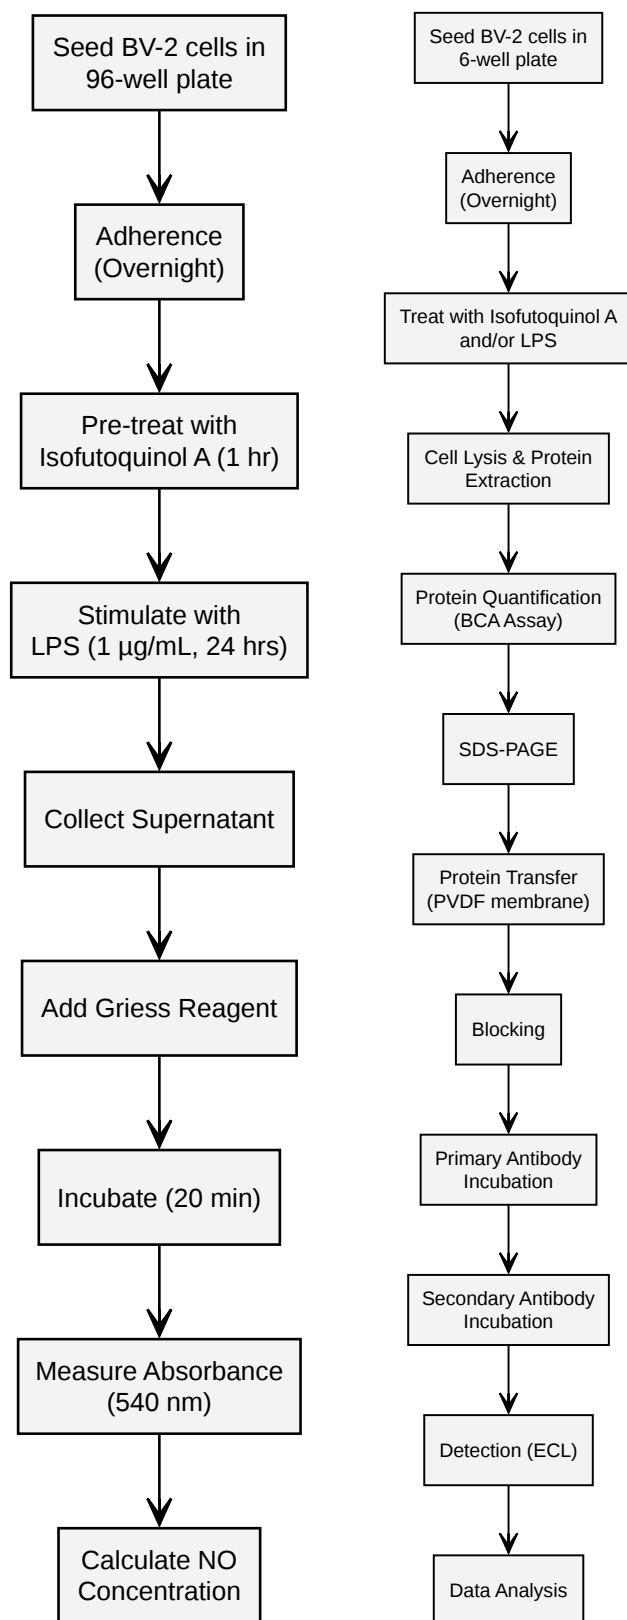 Seed BV-2 cells in
96-well plate
Adherence
(Overnight)
Pre-treat with
Isofutoquinol A (1 hr)
Stimulate with
LPS (1 µg/mL, 24 hrs)
Collect Supernatant
Add Griess Reagent
Incubate (20 min)
Measure Absorbance
(540 nm)
Calculate NO
Concentration
Seed BV-2 cells in
6-well plate
Adherence
(Overnight)
Treat with Isofutoquinol A
and/or LPS
Cell Lysis & Protein
Extraction
Protein Quantification
(BCA Assay)
SDS-PAGE
Protein Transfer
(PVDF membrane)
Blocking
Primary Antibody
Incubation
Secondary Antibody
Incubation
Detection (ECL)
Data Analysis